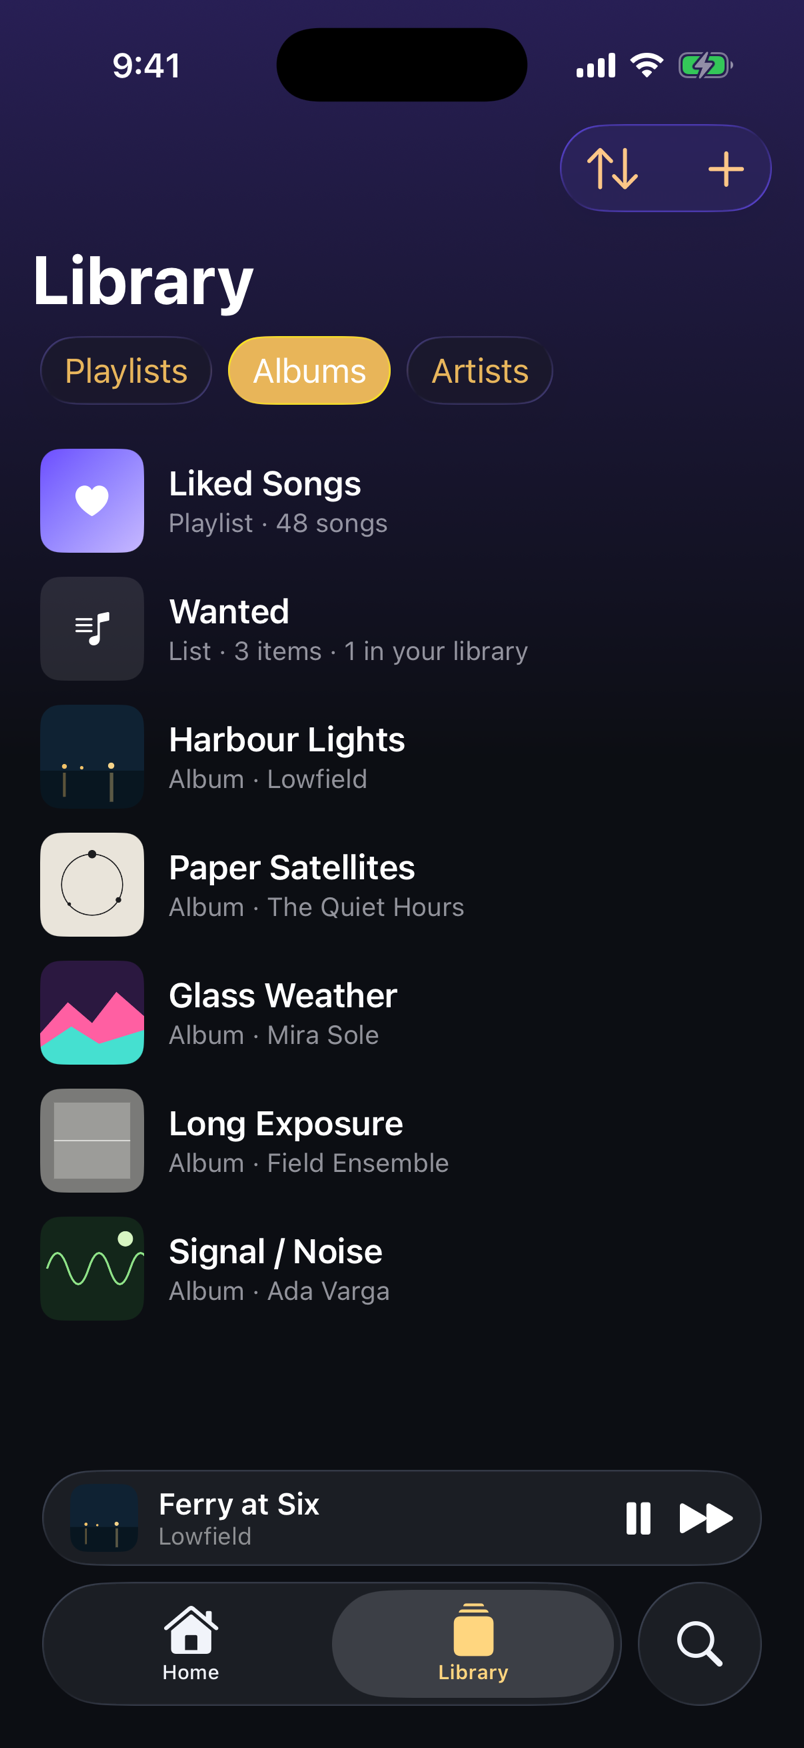 9:41
Library
Playlists
Albums
Artists
Liked Songs
Playlist · 48 songs
Wanted
List · 3 items · 1 in your library
Harbour Lights
Album · Lowfield
Paper Satellites
Album · The Quiet Hours
Glass Weather
Album · Mira Sole
Long Exposure
Album · Field Ensemble
Signal / Noise
Album · Ada Varga
Ferry at Six
Lowfield
Home
Library